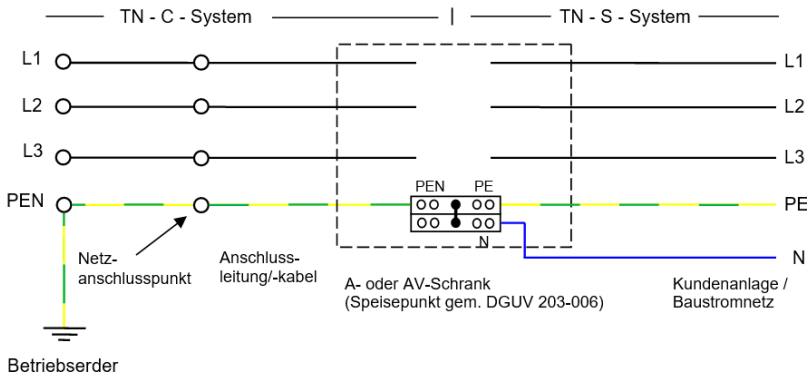 TN - C - System
TN - S - System
L1
L1
L2
L2
L3
L3
PEN
PEN
PE
PE
N
N
Netz-
anschlusspunkt
Anschluss-
leitung/-kabel
A- oder AV-Schrank
(Speisepunkt gem. DGUV 203-006)
Kundenanlage /
Baustromnetz
Betriebserder